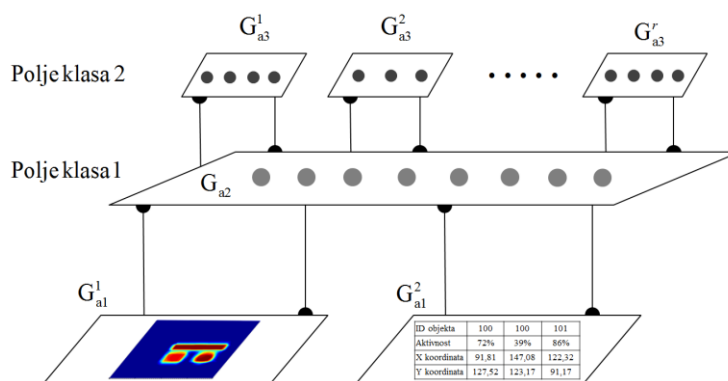 G¹a3 G²a3 Gʳa3
Polje klasa 2
Polje klasa 1
Ga2
G¹a1 G²a1
ID objekta 100 100 101
Aktivnost 72% 39% 86%
X koordinata 91,81 147,08 122,32
Y koordinata 127,52 123,17 91,17